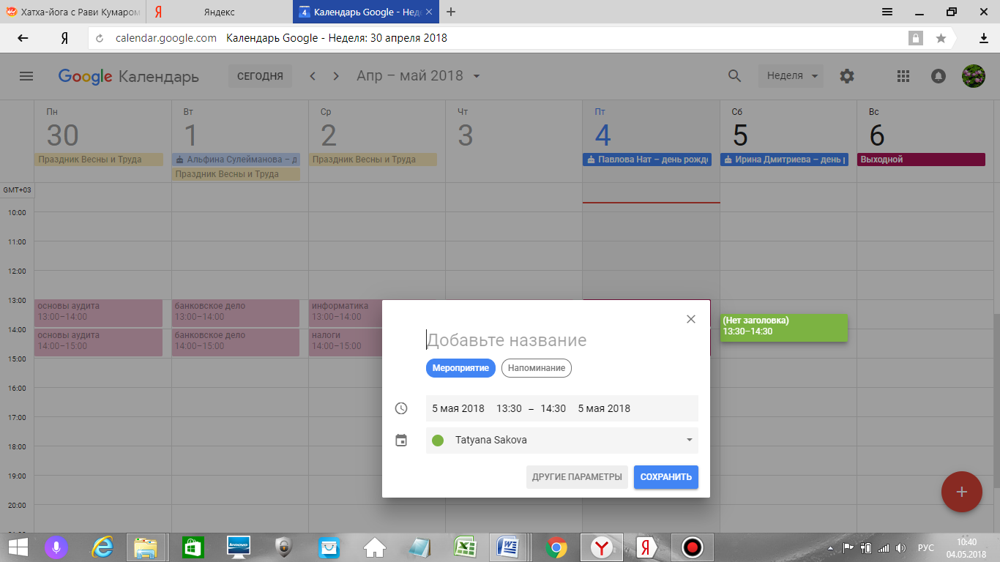 Хатха-йога с Рави Кумаром
Яндекс
Календарь Google - Нед
calendar.google.com Календарь Google - Неделя: 30 апреля 2018
Google Календарь
СЕГОДНЯ
Апр – май 2018
Неделя
Пн
Вт
Ср
Чт
Пт
Сб
Вс
30
1
2
3
4
5
6
Праздник Весны и Труда
Альфина Сулейманова – д
Праздник Весны и Труда
Павлова Нат – день рожд
Ирина Дмитриева – день
Выходной
Праздник Весны и Труда
GMT+03
10:00
11:00
12:00
13:00
14:00
15:00
16:00
17:00
18:00
19:00
20:00
основы аудита
13:00–14:00
основы аудита
14:00–15:00
банковское дело
13:00–14:00
банковское дело
14:00–15:00
информатика
13:00–14:00
налоги
14:00–15:00
(Нет заголовка)
13:30–14:30
Добавьте название
Мероприятие
Напоминание
5 мая 2018 13:30 – 14:30 5 мая 2018
Tatyana Sakova
ДРУГИЕ ПАРАМЕТРЫ
СОХРАНИТЬ
lenovo
РУС
10:40
04.05.2018